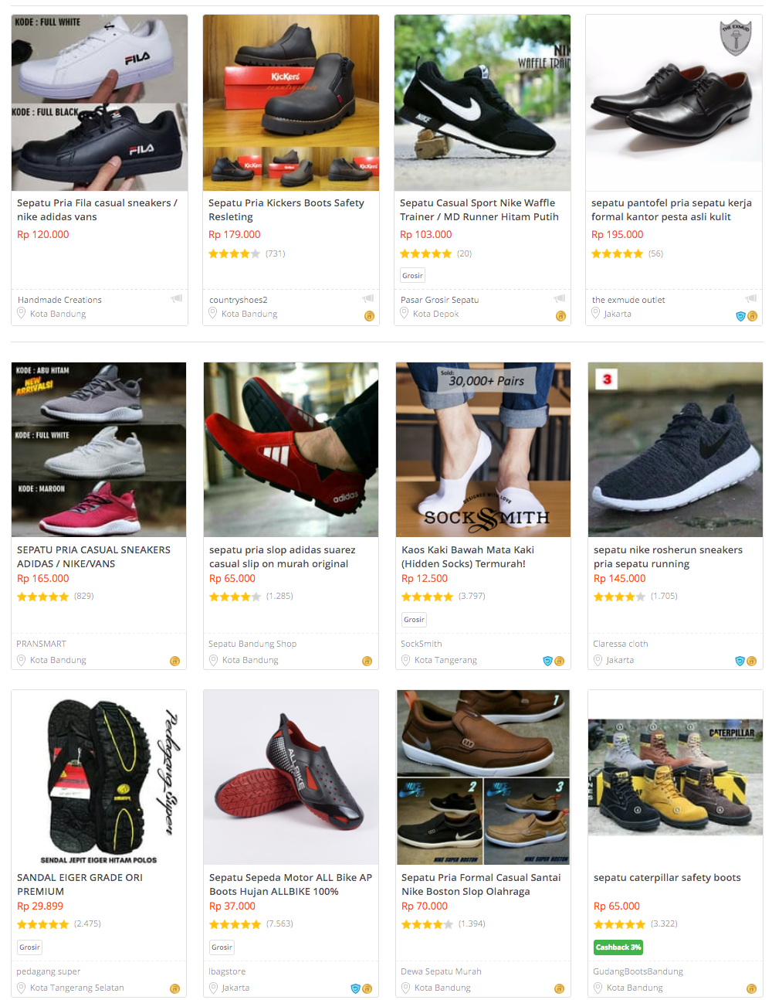 KODE : FULL WHITE
FILA
KODE : FULL BLACK
FILA
Sepatu Pria Fila casual sneakers /
nike adidas vans
Rp 120.000
Handmade Creations
Kota Bandung
KicKers
countryshoes
KicKers
KicKers
KicKers
Sepatu Pria Kickers Boots Safety
Resleting
Rp 179.000
(731)
countryshoes2
Kota Bandung
NIK
WAFFLE TRAIN
NIKE
Sepatu Casual Sport Nike Waffle
Trainer / MD Runner Hitam Putih
Rp 103.000
(20)
Grosir
Pasar Grosir Sepatu
Kota Depok
THE EXMUD
sepatu pantofel pria sepatu kerja
formal kantor pesta asli kulit
Rp 195.000
(56)
the exmude outlet
Jakarta
KODE : ABU HITAM
NEW
ARRIVALS!
KODE : FULL WHITE
KODE : MAROON
SEPATU PRIA CASUAL SNEAKERS
ADIDAS / NIKE/VANS
Rp 165.000
(829)
PRANSMART
Kota Bandung
adidas
sepatu pria slop adidas suarez
casual slip on murah original
Rp 65.000
(1.285)
Sepatu Bandung Shop
Kota Bandung
Sold:
30,000+ Pairs
DESIGNED WITH LOVE
SOCKSMITH
Kaos Kaki Bawah Mata Kaki
(Hidden Socks) Termurah!
Rp 12.500
(3.797)
Grosir
SockSmith
Kota Tangerang
3
sepatu nike rosherun sneakers
pria sepatu running
Rp 145.000
(1.705)
Claressa cloth
Jakarta
Pedagang Super
SENDAL JEPIT EIGER HITAM POLOS
SANDAL EIGER GRADE ORI
PREMIUM
Rp 29.899
(2.475)
Grosir
pedagang super
Kota Tangerang Selatan
ALLBIKE
Sepatu Sepeda Motor ALL Bike AP
Boots Hujan ALLBIKE 100%
Rp 37.000
(7.563)
Grosir
lbagstore
Jakarta
1
2
3
NIKE SUPER BOSTON
NIKE SUPER BOSTON
Sepatu Pria Formal Casual Santai
Nike Boston Slop Olahraga
Rp 70.000
(1.394)
Dewa Sepatu Murah
Kota Bandung
CATERPILLAR
sepatu caterpillar safety boots
Rp 65.000
(3.322)
Cashback 3%
GudangBootsBandung
Kota Bandung